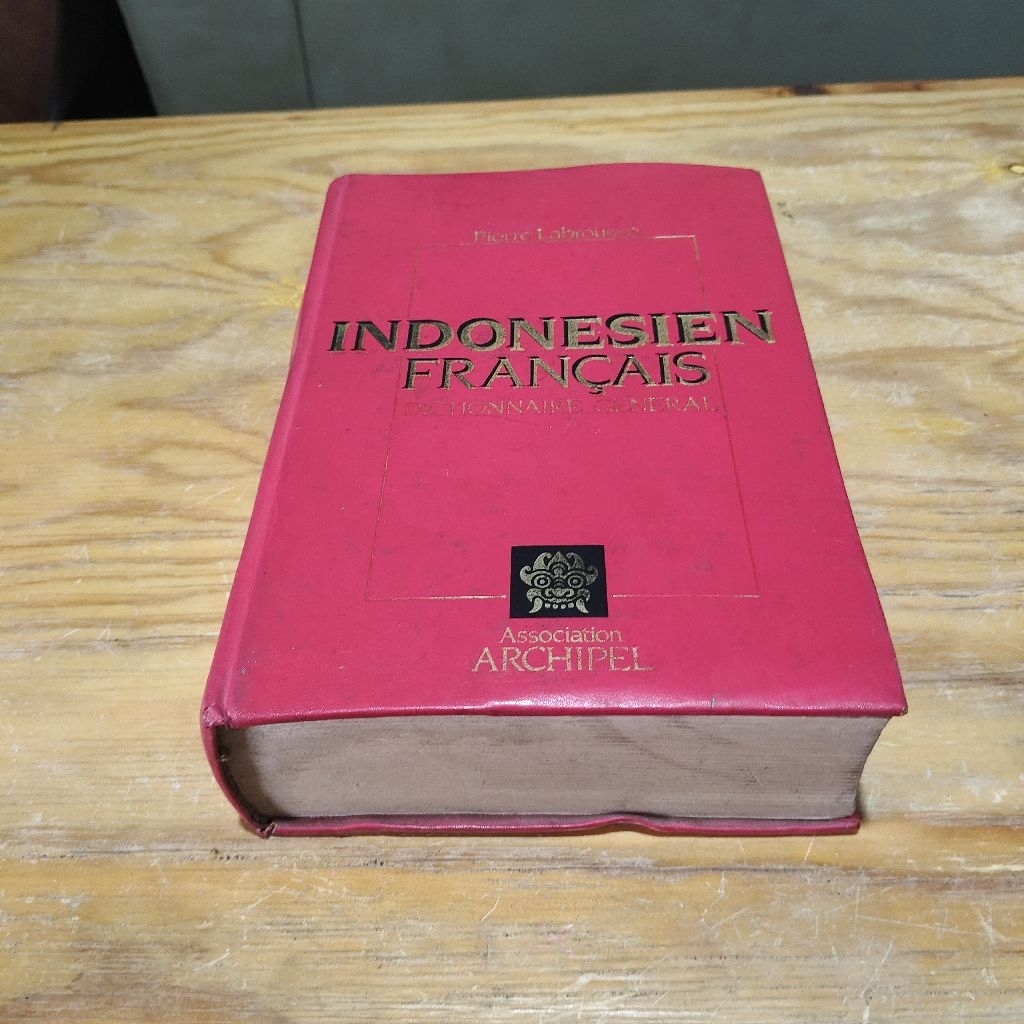 Pierre Labrousse
INDONESIEN
FRANÇAIS
DICTIONNAIRE GENERAL
Association
ARCHIPEL